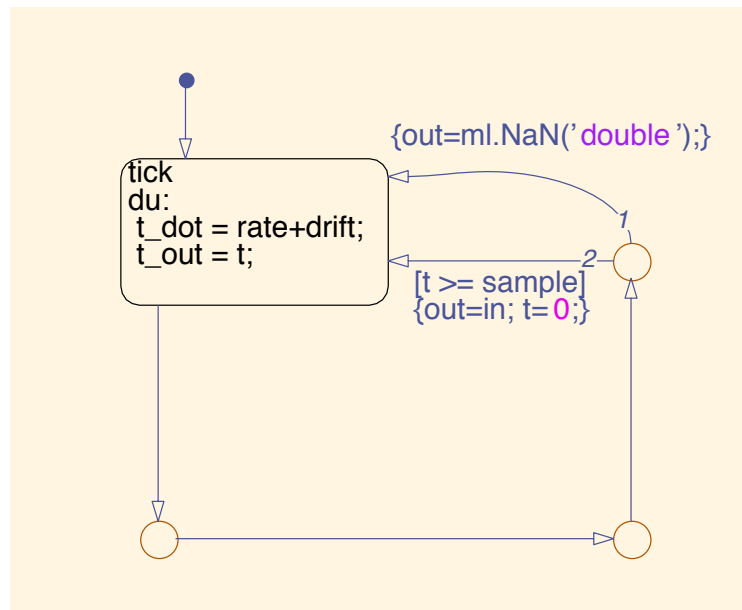 {out=ml.NaN('double');}
tick
du:
t_dot = rate+drift;
t_out = t;
1
2
[t >= sample]
{out=in; t=0;}